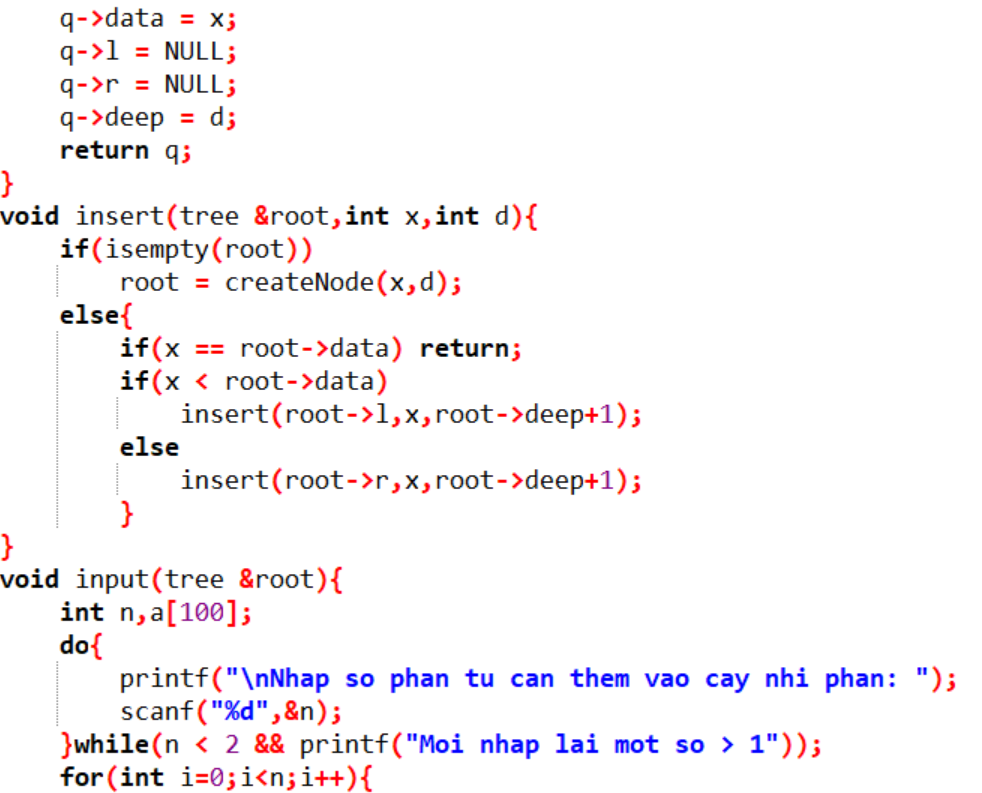 q->data = x;
    q->l = NULL;
    q->r = NULL;
    q->deep = d;
    return q;
}
void insert(tree &root,int x,int d){
    if(isempty(root))
        root = createNode(x,d);
    else{
        if(x == root->data) return;
        if(x < root->data)
            insert(root->l,x,root->deep+1);
        else
            insert(root->r,x,root->deep+1);
        }
}
void input(tree &root){
    int n,a[100];
    do{
        printf("\nNhap so phan tu can them vao cay nhi phan: ");
        scanf("%d",&n);
    }while(n < 2 && printf("Moi nhap lai mot so > 1"));
    for(int i=0;i<n;i++){